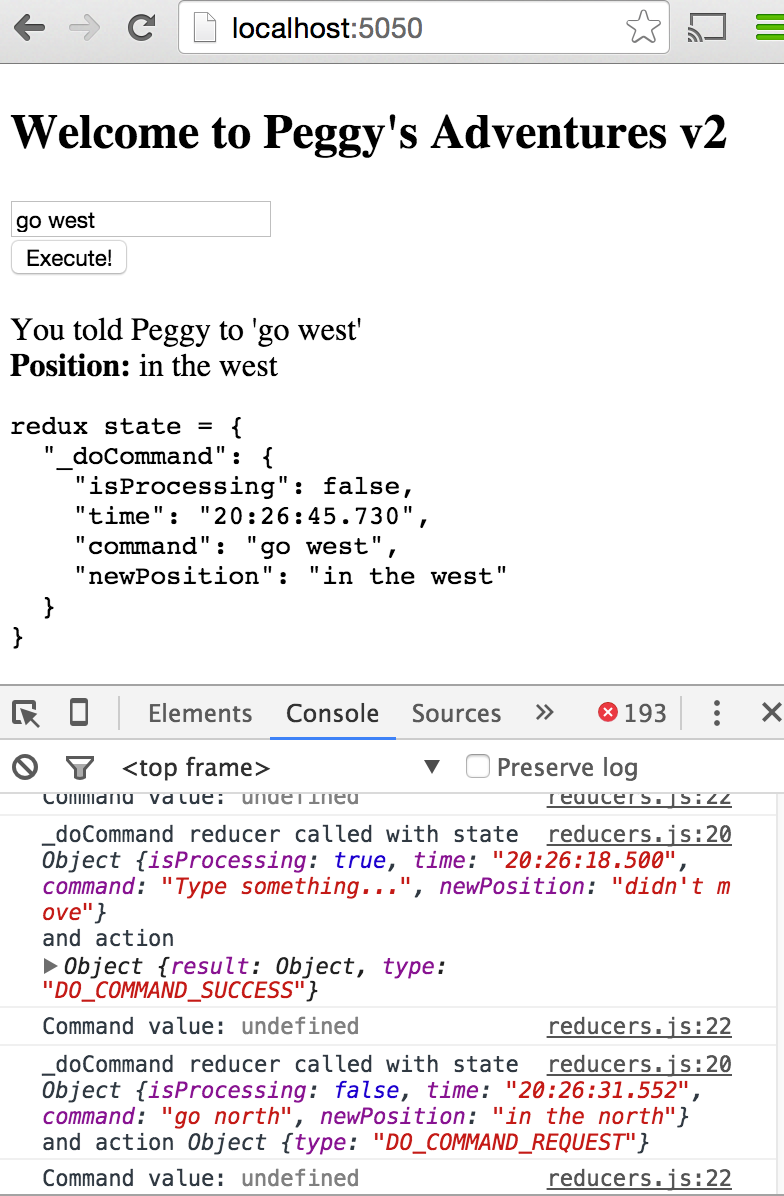 localhost:5050
Welcome to Peggy's Adventures v2
go west
Execute!
You told Peggy to 'go west'
Position: in the west
redux state = {
  "_doCommand": {
    "isProcessing": false,
    "time": "20:26:45.730",
    "command": "go west",
    "newPosition": "in the west"
  }
}
Elements Console Sources » 193
<top frame> ▼ Preserve log
Command value: undefined reducers.js:22
_doCommand reducer called with state reducers.js:20
Object {isProcessing: true, time: "20:26:18.500",
command: "Type something...", newPosition: "didn't m
ove"}
and action
▶Object {result: Object, type:
"DO_COMMAND_SUCCESS"}
Command value: undefined reducers.js:22
_doCommand reducer called with state reducers.js:20
Object {isProcessing: false, time: "20:26:31.552",
command: "go north", newPosition: "in the north"}
and action Object {type: "DO_COMMAND_REQUEST"}
Command value: undefined reducers.js:22